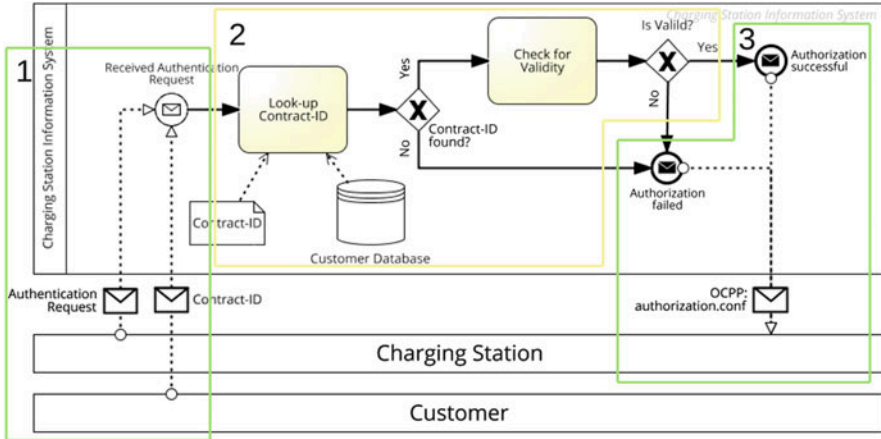 Charging Station Information System
1
2
3
Charging Station Information System
Received Authentication
Request
Look-up
Contract-ID
Yes
Contract-ID
found?
No
Check for
Validity
Is Valild?
Yes
No
Authorization
successful
Authorization
failed
Contract-ID
Customer Database
Authentication
Request
Contract-ID
OCPP:
authorization.conf
Charging Station
Customer